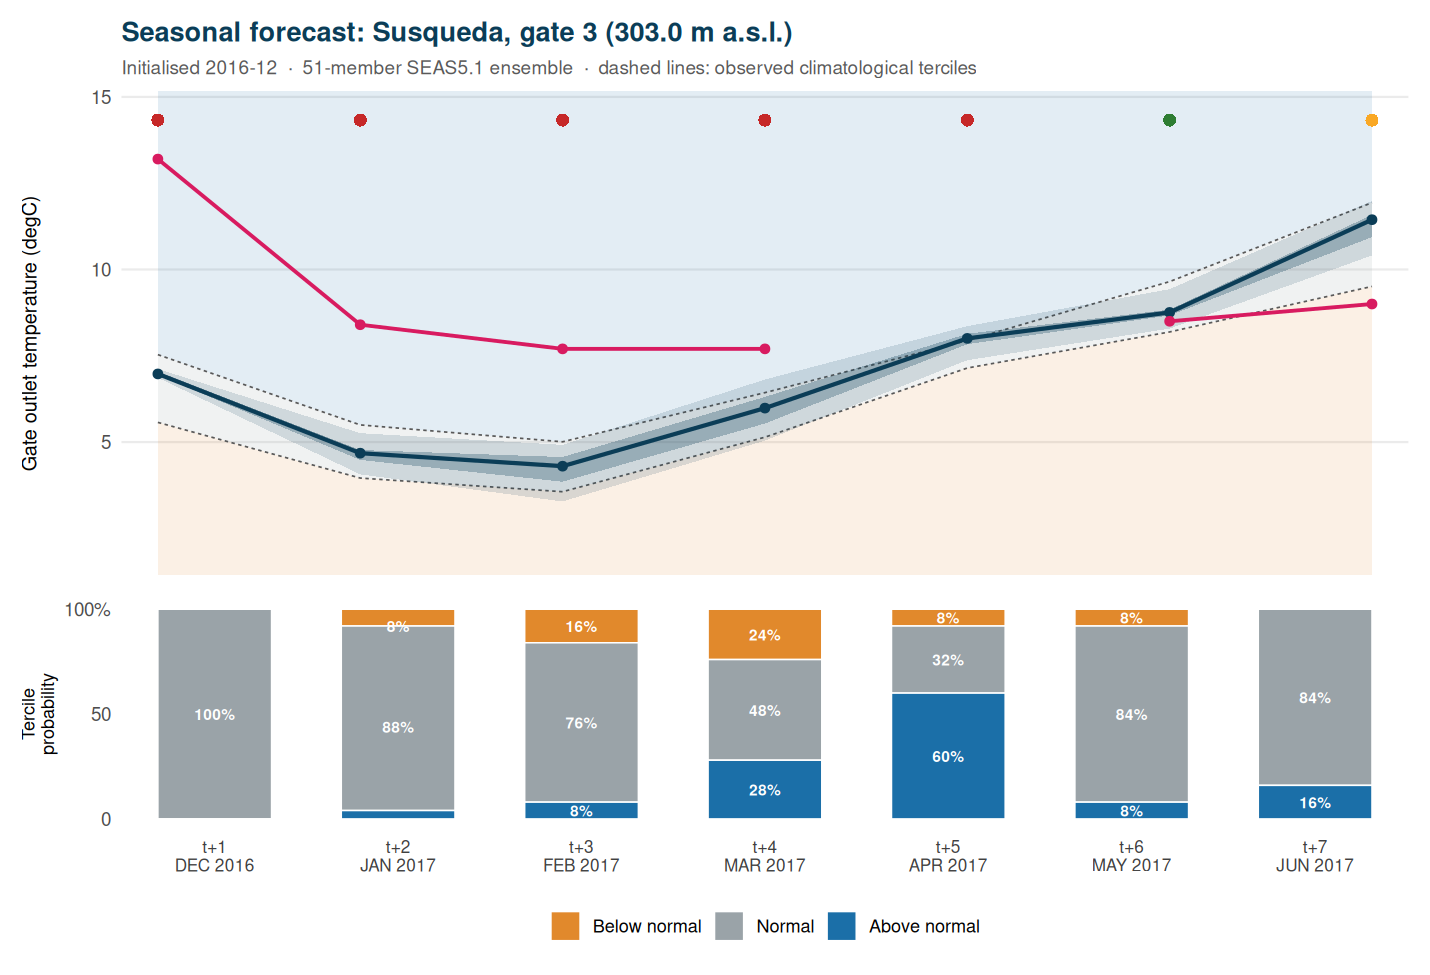 Seasonal forecast: Susqueda, gate 3 (303.0 m a.s.l.)
Initialised 2016-12 · 51-member SEAS5.1 ensemble · dashed lines: observed climatological terciles
Gate outlet temperature (degC)
15
10
5
Tercile
probability
100%
50
0
100%
8%
88%
16%
76%
8%
24%
48%
28%
8%
32%
60%
8%
84%
8%
84%
16%
t+1
DEC 2016
t+2
JAN 2017
t+3
FEB 2017
t+4
MAR 2017
t+5
APR 2017
t+6
MAY 2017
t+7
JUN 2017
Below normal
Normal
Above normal